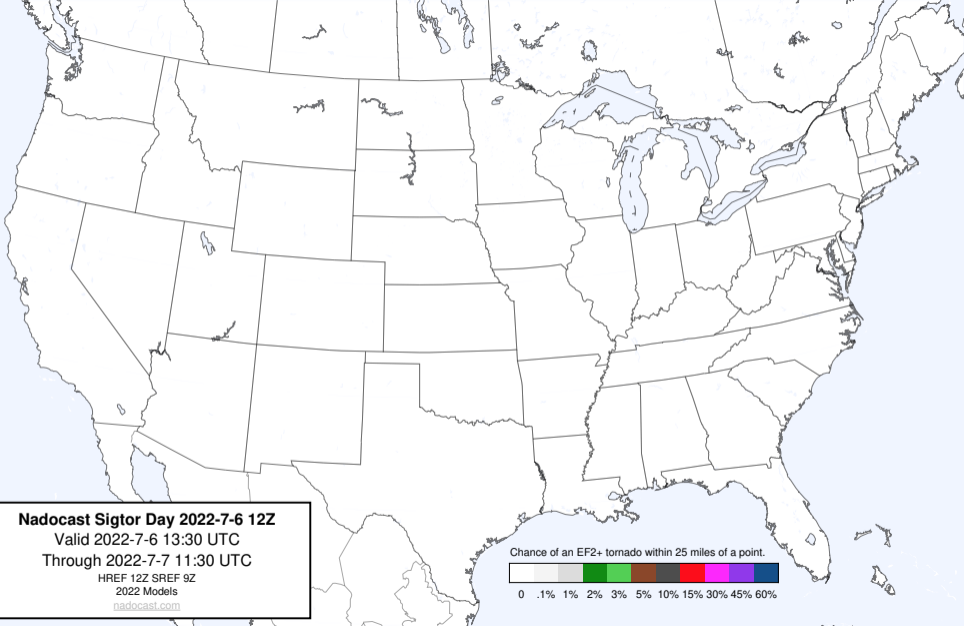 Nadocast Sigtor Day 2022-7-6 12Z
Valid 2022-7-6 13:30 UTC
Through 2022-7-7 11:30 UTC
HREF 12Z SREF 9Z
2022 Models
nadocast.com
Chance of an EF2+ tornado within 25 miles of a point.
0 .1% 1% 2% 3% 5% 10% 15% 30% 45% 60%